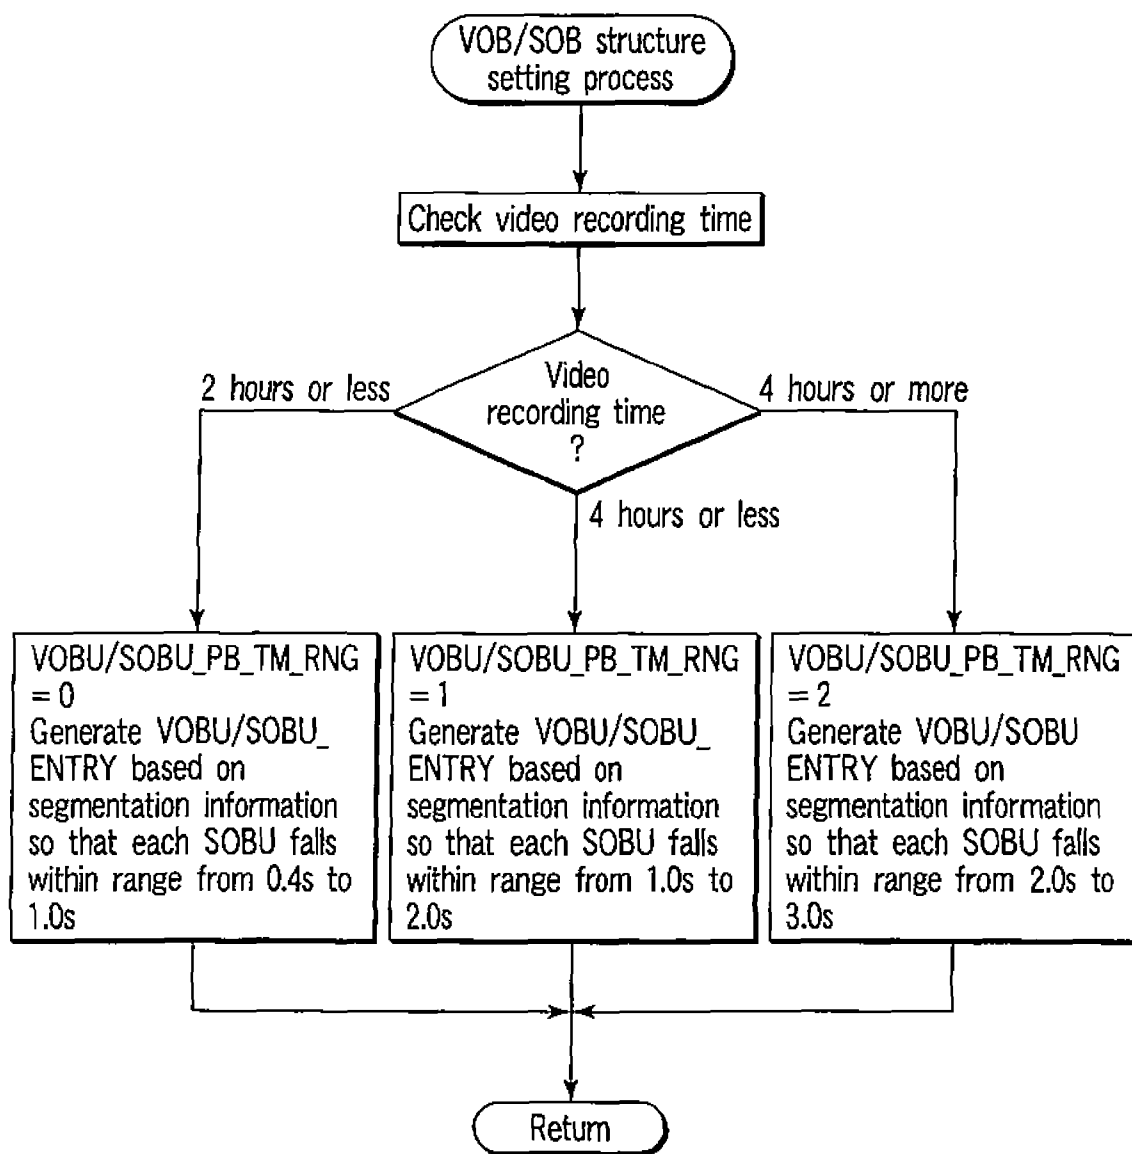 VOB/SOB structure
setting process
Check video recording time
Video
recording time
?
2 hours or less
4 hours or more
4 hours or less
VOBU/SOBU_PB_TM_RNG
= 0
Generate VOBU/SOBU_
ENTRY based on
segmentation information
so that each SOBU falls
within range from 0.4s to
1.0s
VOBU/SOBU_PB_TM_RNG
= 1
Generate VOBU/SOBU_
ENTRY based on
segmentation information
so that each SOBU falls
within range from 1.0s to
2.0s
VOBU/SOBU_PB_TM_RNG
= 2
Generate VOBU/SOBU
ENTRY based on
segmentation information
so that each SOBU falls
within range from 2.0s to
3.0s
Return